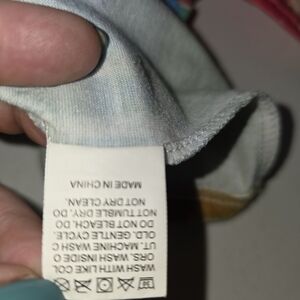 WASH WITH LIKE COL
ORS. WASH INSIDE O
UT. MACHINE WASH C
OLD, GENTLE CYCLE.
DO NOT BLEACH. DO
NOT TUMBLE DRY. DO
NOT DRY CLEAN.
MADE IN CHINA